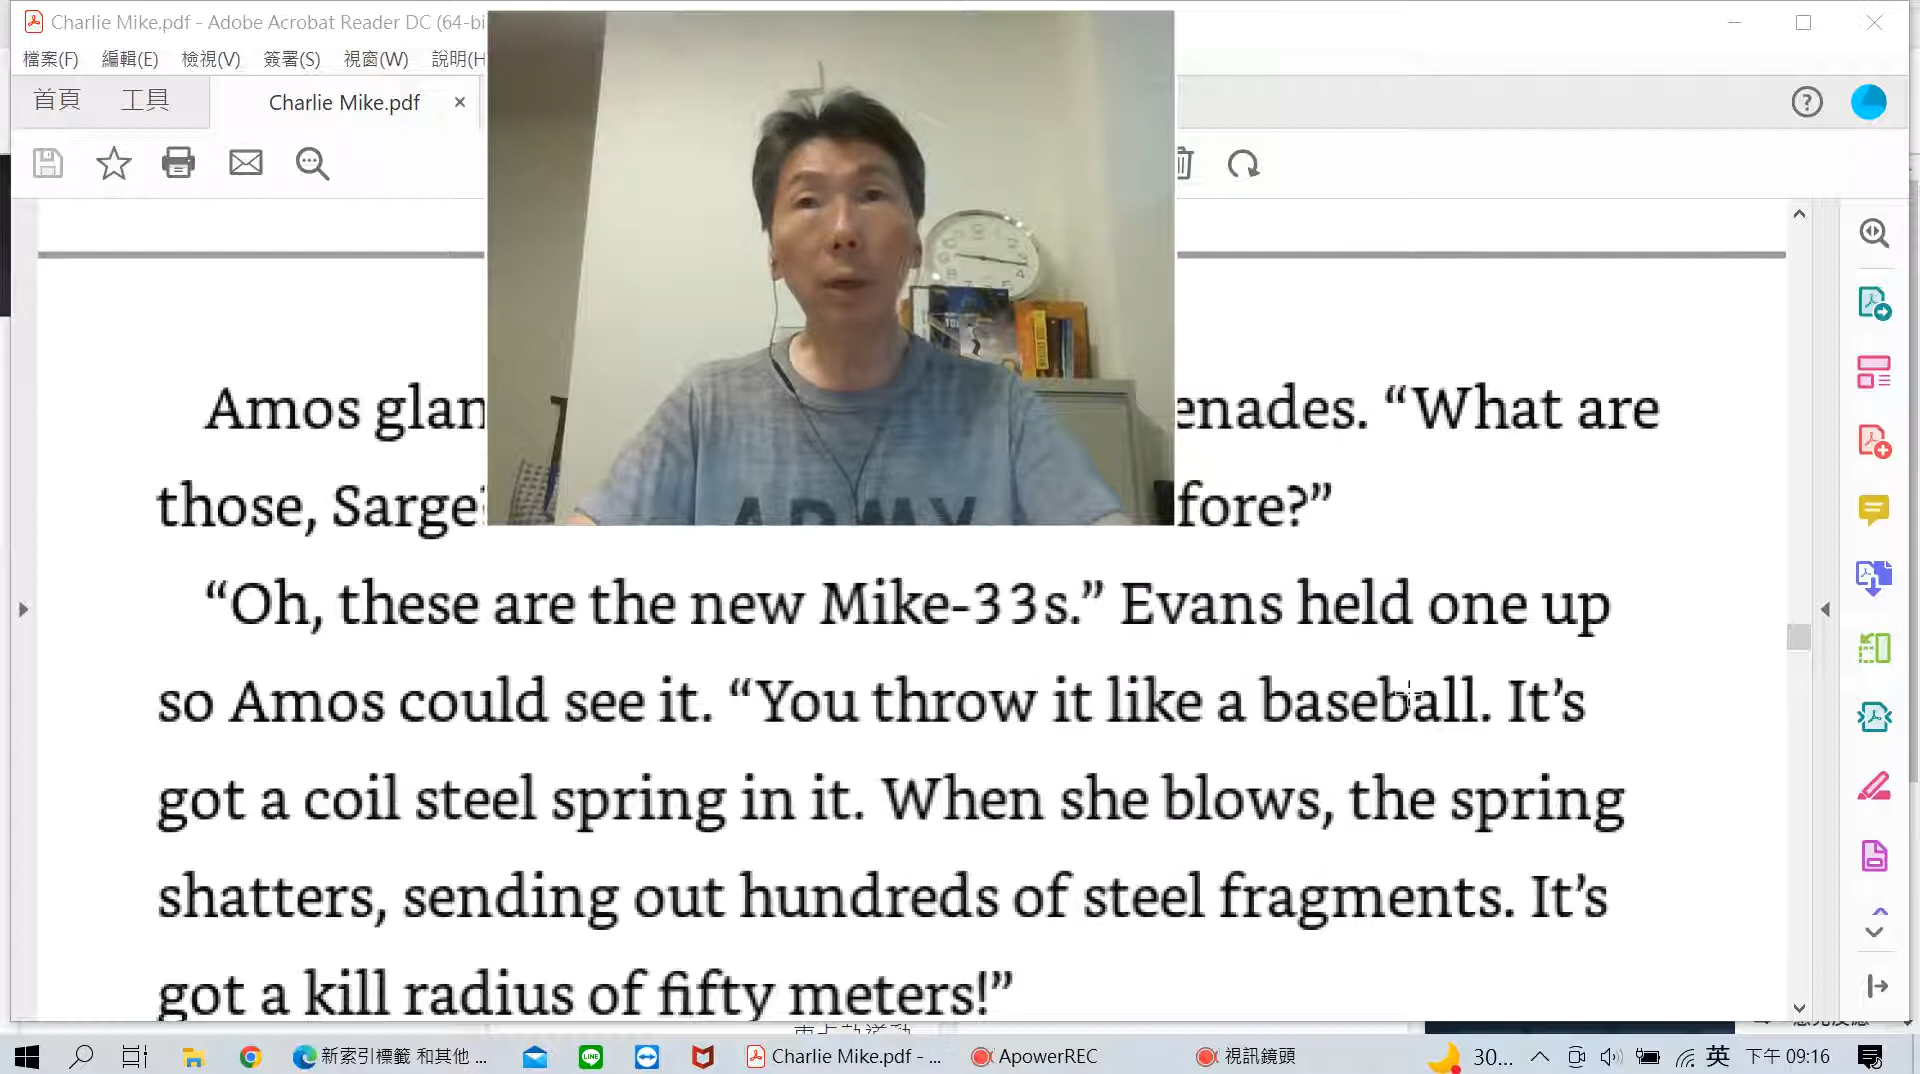 Charlie Mike.pdf - Adobe Acrobat Reader DC (64-bi
檔案(F) 編輯(E) 檢視(V) 簽署(S) 視窗(W) 說明(H
首頁 工具 Charlie Mike.pdf
Amos glan enades. “What are
those, Sarge? fore?”
“Oh, these are the new Mike-33s.” Evans held one up
so Amos could see it. “You throw it like a baseball. It’s
got a coil steel spring in it. When she blows, the spring
shatters, sending out hundreds of steel fragments. It’s
got a kill radius of fifty meters!”
ARMY
新索引標籤 和其他 ... LINE Charlie Mike.pdf - ... ApowerREC 視訊鏡頭 30... 英 下午 09:16